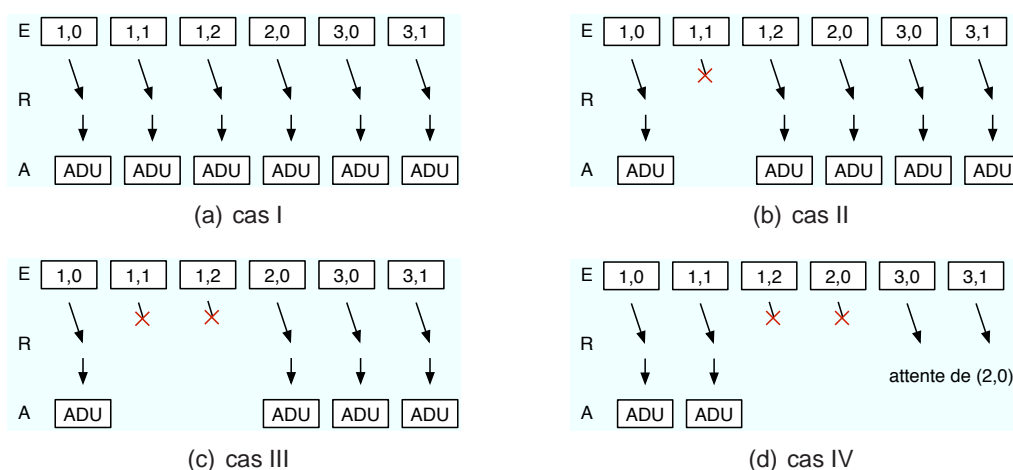 E 1,0 1,1 1,2 2,0 3,0 3,1
R
A ADU ADU ADU ADU ADU ADU
(a) cas I
E 1,0 1,1 1,2 2,0 3,0 3,1
R
A ADU ADU ADU ADU ADU
(b) cas II
E 1,0 1,1 1,2 2,0 3,0 3,1
R
A ADU ADU ADU ADU
(c) cas III
E 1,0 1,1 1,2 2,0 3,0 3,1
R
attente de (2,0)
A ADU ADU
(d) cas IV